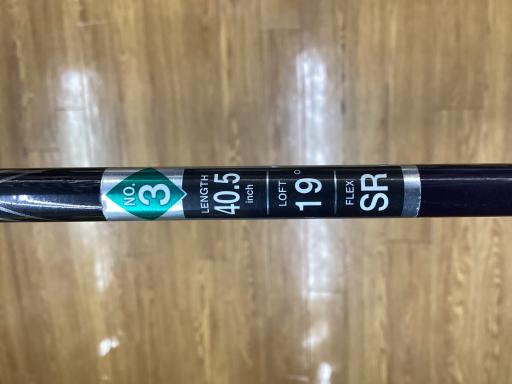 NO.
3
LENGTH
40.5
inch
LOFT
19°
FLEX
SR